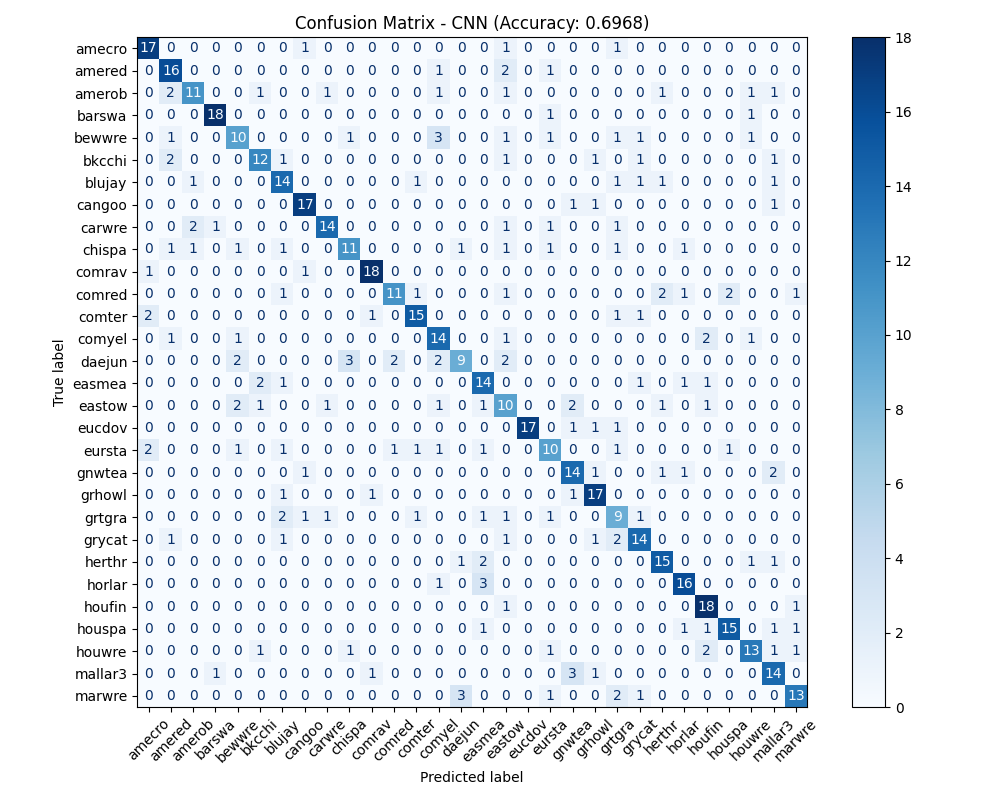 Confusion Matrix - CNN (Accuracy: 0.6968)
amecro 17 0 0 0 0 0 0 1 0 0 0 0 0 0 0 0 1 0 0 0 0 1 0 0 0 0 0 0 0 0
amered 0 16 0 0 0 0 0 0 0 0 0 0 0 1 0 0 2 0 1 0 0 0 0 0 0 0 0 0 0 0
amerob 0 2 11 0 0 1 0 0 1 0 0 0 0 1 0 0 1 0 0 0 0 0 0 1 0 0 0 1 1 0
barswa 0 0 0 18 0 0 0 0 0 0 0 0 0 0 0 0 0 0 1 0 0 0 0 0 0 0 0 1 0 0
bewwre 0 1 0 0 10 0 0 0 0 1 0 0 0 3 0 0 1 0 1 0 0 1 1 0 0 0 0 1 0 0
bkcchi 0 2 0 0 0 12 1 0 0 0 0 0 0 0 0 0 1 0 0 0 1 0 1 0 0 0 0 0 1 0
blujay 0 0 1 0 0 0 14 0 0 0 0 0 1 0 0 0 0 0 0 0 0 1 1 1 0 0 0 0 1 0
cangoo 0 0 0 0 0 0 0 17 0 0 0 0 0 0 0 0 0 0 0 1 1 0 0 0 0 0 0 0 1 0
carwre 0 0 2 1 0 0 0 0 14 0 0 0 0 0 0 0 1 0 1 0 0 1 0 0 0 0 0 0 0 0
chispa 0 1 1 0 1 0 1 0 0 11 0 0 0 0 1 0 1 0 1 0 0 1 0 0 1 0 0 0 0 0
comrav 1 0 0 0 0 0 0 1 0 0 18 0 0 0 0 0 0 0 0 0 0 0 0 0 0 0 0 0 0 0
comred 0 0 0 0 0 0 1 0 0 0 0 11 1 0 0 0 1 0 0 0 0 0 0 2 1 0 2 0 0 1
comter 2 0 0 0 0 0 0 0 0 0 1 0 15 0 0 0 0 0 0 0 0 1 1 0 0 0 0 0 0 0
comyel 0 1 0 0 1 0 0 0 0 0 0 0 0 14 0 0 1 0 0 0 0 0 0 0 0 2 0 1 0 0
daejun 0 0 0 0 2 0 0 0 0 3 0 2 0 2 9 0 2 0 0 0 0 0 0 0 0 0 0 0 0 0
easmea 0 0 0 0 0 2 1 0 0 0 0 0 0 0 0 14 0 0 0 0 0 0 1 0 1 1 0 0 0 0
eastow 0 0 0 0 2 1 0 0 1 0 0 0 0 1 0 1 10 0 0 2 0 0 0 1 0 1 0 0 0 0
eucdov 0 0 0 0 0 0 0 0 0 0 0 0 0 0 0 0 0 17 0 1 1 1 0 0 0 0 0 0 0 0
eursta 2 0 0 0 1 0 1 0 0 0 0 1 1 1 0 1 0 0 10 0 0 1 0 0 0 0 1 0 0 0
gnwtea 0 0 0 0 0 0 0 1 0 0 0 0 0 0 0 0 0 0 0 14 1 0 0 1 1 0 0 0 2 0
grhowl 0 0 0 0 0 0 1 0 0 0 1 0 0 0 0 0 0 0 0 1 17 0 0 0 0 0 0 0 0 0
grtgra 0 0 0 0 0 0 2 1 1 0 0 0 1 0 0 1 1 0 1 0 0 9 1 0 0 0 0 0 0 0
grycat 0 1 0 0 0 0 1 0 0 0 0 0 0 0 0 0 1 0 0 0 1 2 14 0 0 0 0 0 0 0
herthr 0 0 0 0 0 0 0 0 0 0 0 0 0 0 1 2 0 0 0 0 0 0 0 15 0 0 0 1 1 0
horlar 0 0 0 0 0 0 0 0 0 0 0 0 0 1 0 3 0 0 0 0 0 0 0 0 16 0 0 0 0 0
houfin 0 0 0 0 0 0 0 0 0 0 0 0 0 0 0 0 1 0 0 0 0 0 0 0 0 18 0 0 0 1
houspa 0 0 0 0 0 0 0 0 0 0 0 0 0 0 0 1 0 0 0 0 0 0 0 0 1 1 15 0 1 1
houwre 0 0 0 0 0 1 0 0 0 1 0 0 0 0 0 0 0 0 1 0 0 0 0 0 0 2 0 13 1 1
mallar3 0 0 0 1 0 0 0 0 0 0 1 0 0 0 0 0 0 0 0 3 1 0 0 0 0 0 0 0 14 0
marwre 0 0 0 0 0 0 0 0 0 0 0 0 0 0 3 0 0 0 1 0 0 2 1 0 0 0 0 0 0 13
amecro amered amerob barswa bewwre bkcchi blujay cangoo carwre chispa comrav comred comter comyel daejun easmea eastow eucdov eursta gnwtea grhowl grtgra grycat herthr horlar houfin houspa houwre mallar3 marwre
Predicted label
True label
18
16
14
12
10
8
6
4
2
0